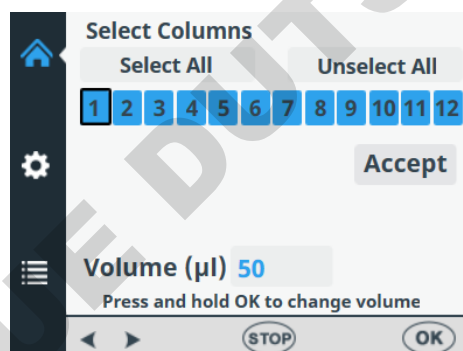 Select Columns
Select All Unselect All
1 2 3 4 5 6 7 8 9 10 11 12
Accept
Volume (µl) 50
Press and hold OK to change volume
STOP OK